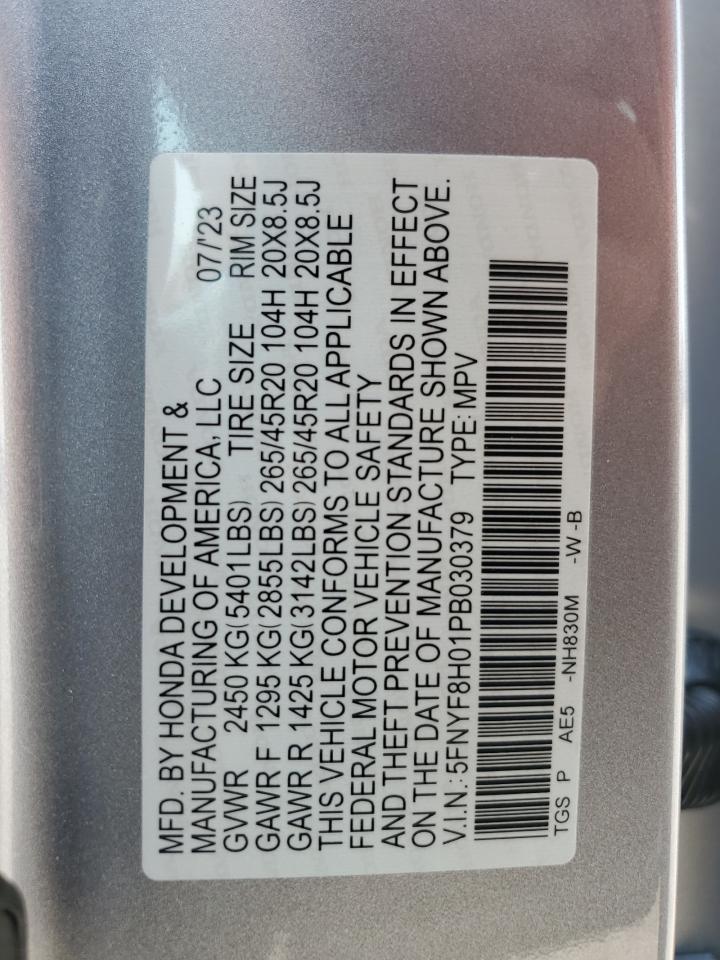 MFD. BY HONDA DEVELOPMENT &
MANUFACTURING OF AMERICA, LLC 07/'23
GVWR 2450 KG(5401LBS) TIRE SIZE RIM SIZE
GAWR F 1295 KG(2855LBS) 265/45R20 104H 20X8.5J
GAWR R 1425 KG(3142LBS) 265/45R20 104H 20X8.5J
THIS VEHICLE CONFORMS TO ALL APPLICABLE
FEDERAL MOTOR VEHICLE SAFETY
AND THEFT PREVENTION STANDARDS IN EFFECT
ON THE DATE OF MANUFACTURE SHOWN ABOVE.
V.I.N.: 5FNYF8H01PB030379 TYPE: MPV
TGS P AE5 -NH830M -W -B